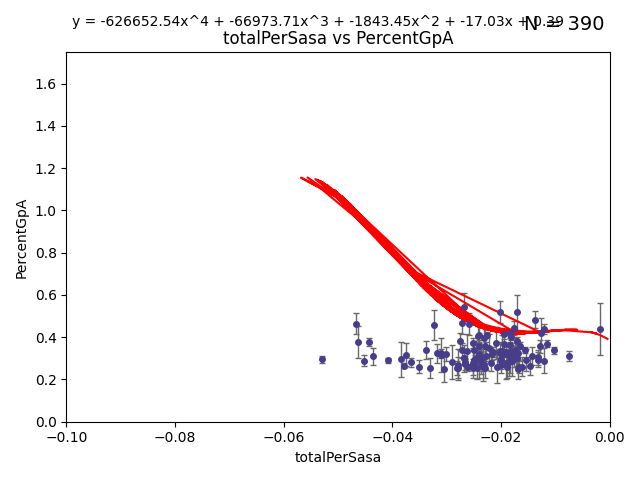 y = -626652.54x^4 + -66973.71x^3 + -1843.45x^2 + -17.03x + 0.39
N = 390
totalPerSasa vs PercentGpA
1.6
1.4
1.2
1.0
0.8
0.6
0.4
0.2
0.0
PercentGpA
−0.10 −0.08 −0.06 −0.04 −0.02 0.00
totalPerSasa